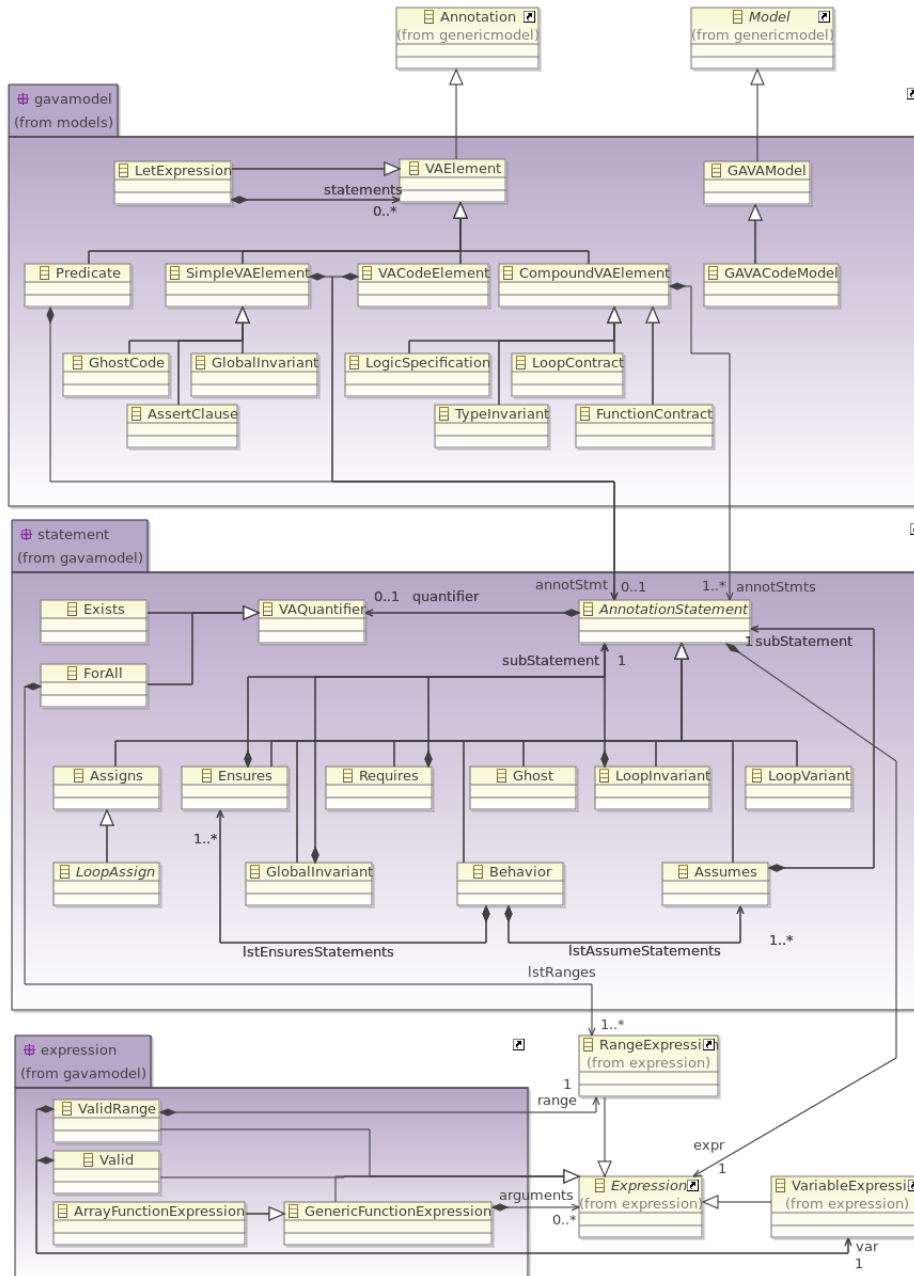 Annotation
(from genericmodel)
Model
(from genericmodel)
gavamodel
(from models)
LetExpression
VAElement
GAVAModel
statements
0..*
Predicate
SimpleVAElement
VACodeElement
CompoundVAElement
GAVACodeModel
GhostCode
GlobalInvariant
LogicSpecification
LoopContract
AssertClause
TypeInvariant
FunctionContract
statement
(from gavamodel)
annotStmt
0..1
1..*
annotStmts
Exists
VAQuantifier
0..1
quantifier
AnnotationStatement
1
subStatement
ForAll
subStatement
1
Assigns
Ensures
Requires
Ghost
LoopInvariant
LoopVariant
1..*
LoopAssign
GlobalInvariant
Behavior
Assumes
lstEnsuresStatements
lstAssumeStatements
1..*
lstRanges
1..*
expression
(from gavamodel)
RangeExpressi
(from expression)
ValidRange
1
range
Valid
expr
1
Expression
(from expression)
VariableExpressi
(from expression)
ArrayFunctionExpression
GenericFunctionExpression
arguments
0..*
var
1